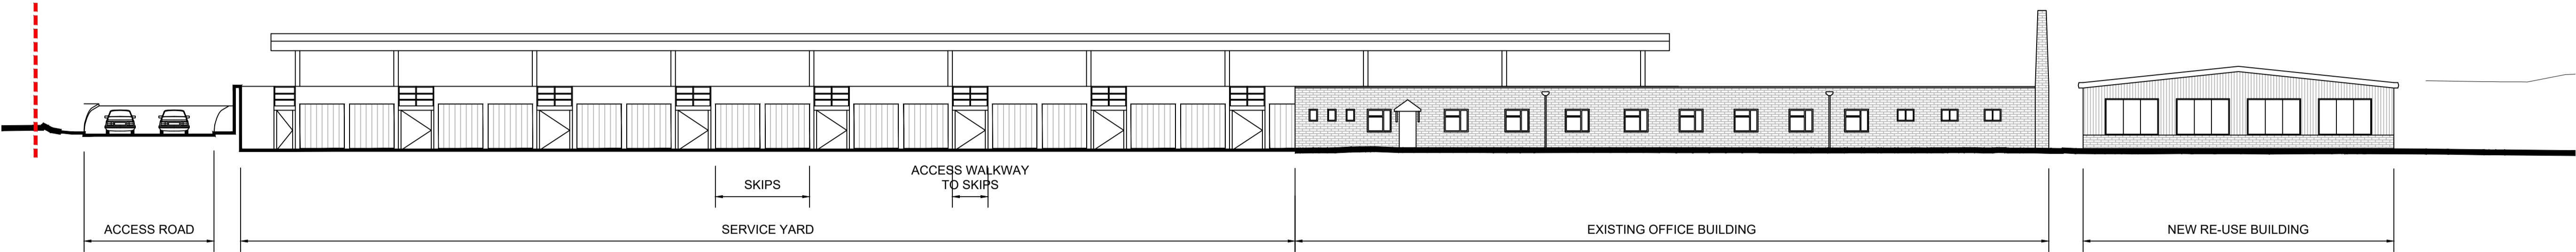 ACCESS WALKWAY
TO SKIPS
SKIPS
ACCESS ROAD
SERVICE YARD
EXISTING OFFICE BUILDING
NEW RE-USE BUILDING